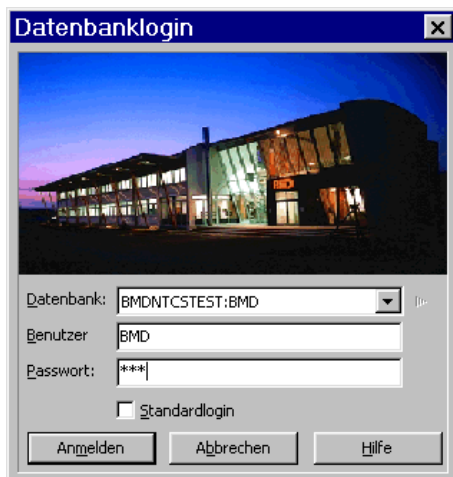 Datenbanklogin
BMD
Datenbank: BMDNTCSTEST:BMD
Benutzer BMD
Passwort: ***
Standardlogin
Anmelden Abbrechen Hilfe